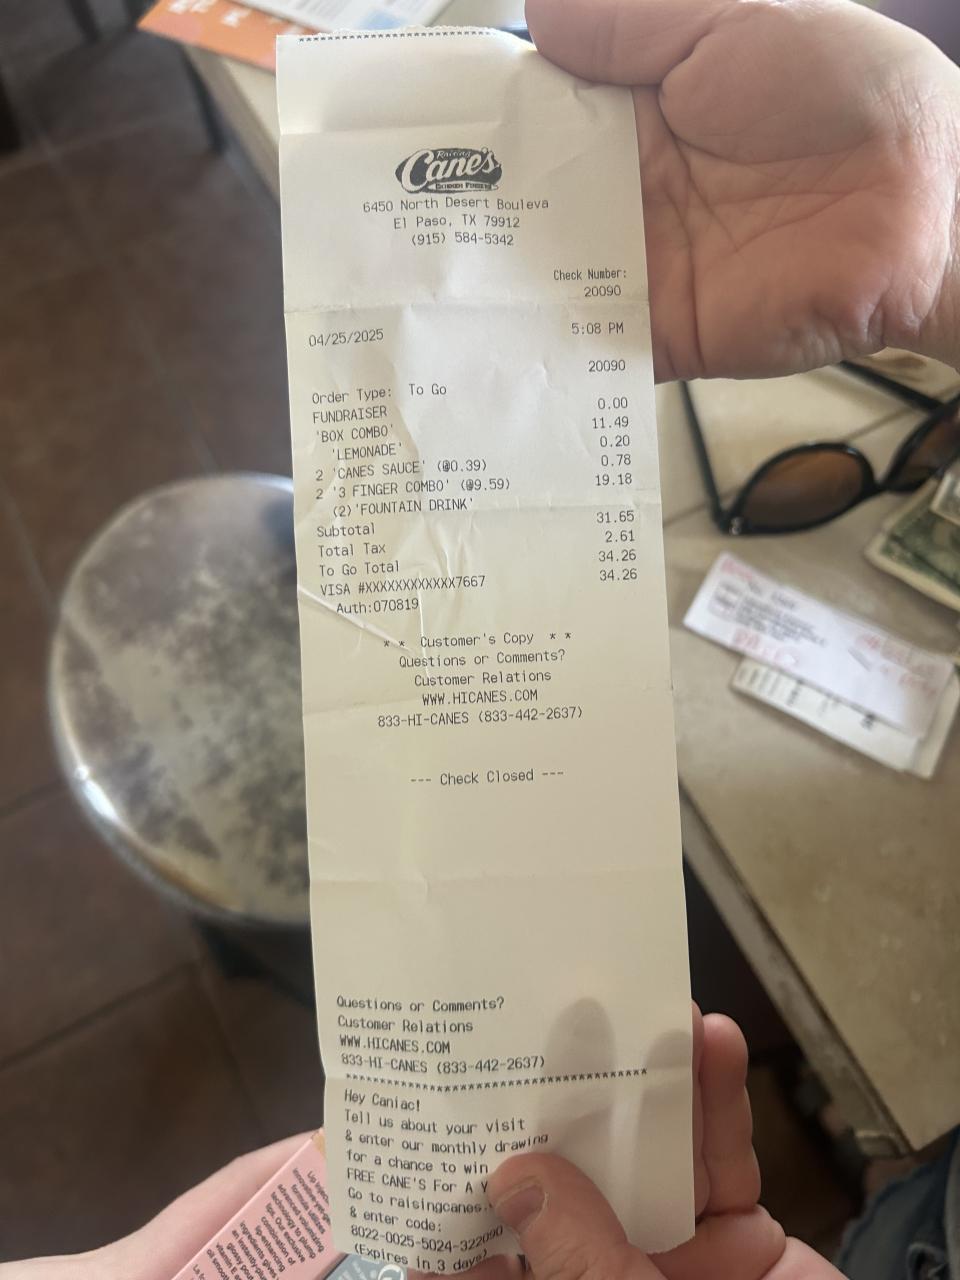 Raising
Cane's
CHICKEN FINGERS
6450 North Desert Bouleva
El Paso, TX 79912
(915) 584-5342
Check Number:
20090
04/25/2025 5:08 PM
20090
Order Type: To Go
FUNDRAISER 0.00
'BOX COMBO' 11.49
'LEMONADE' 0.20
2 'CANES SAUCE' (@0.39) 0.78
2 '3 FINGER COMBO' (@9.59) 19.18
(2)'FOUNTAIN DRINK'
Subtotal 31.65
Total Tax 2.61
To Go Total 34.26
VISA #XXXXXXXXXXXX7667 34.26
Auth:070819
* * Customer's Copy * *
Questions or Comments?
Customer Relations
WWW.HICANES.COM
833-HI-CANES (833-442-2637)
--- Check Closed ---
Questions or Comments?
Customer Relations
WWW.HICANES.COM
833-HI-CANES (833-442-2637)
Hey Caniac!
Tell us about your visit
& enter our monthly drawing
for a chance to win
FREE CANE'S For A Y
Go to raisingcanes.
& enter code:
8022-0025-5024-322090
(Expires in 3 days)